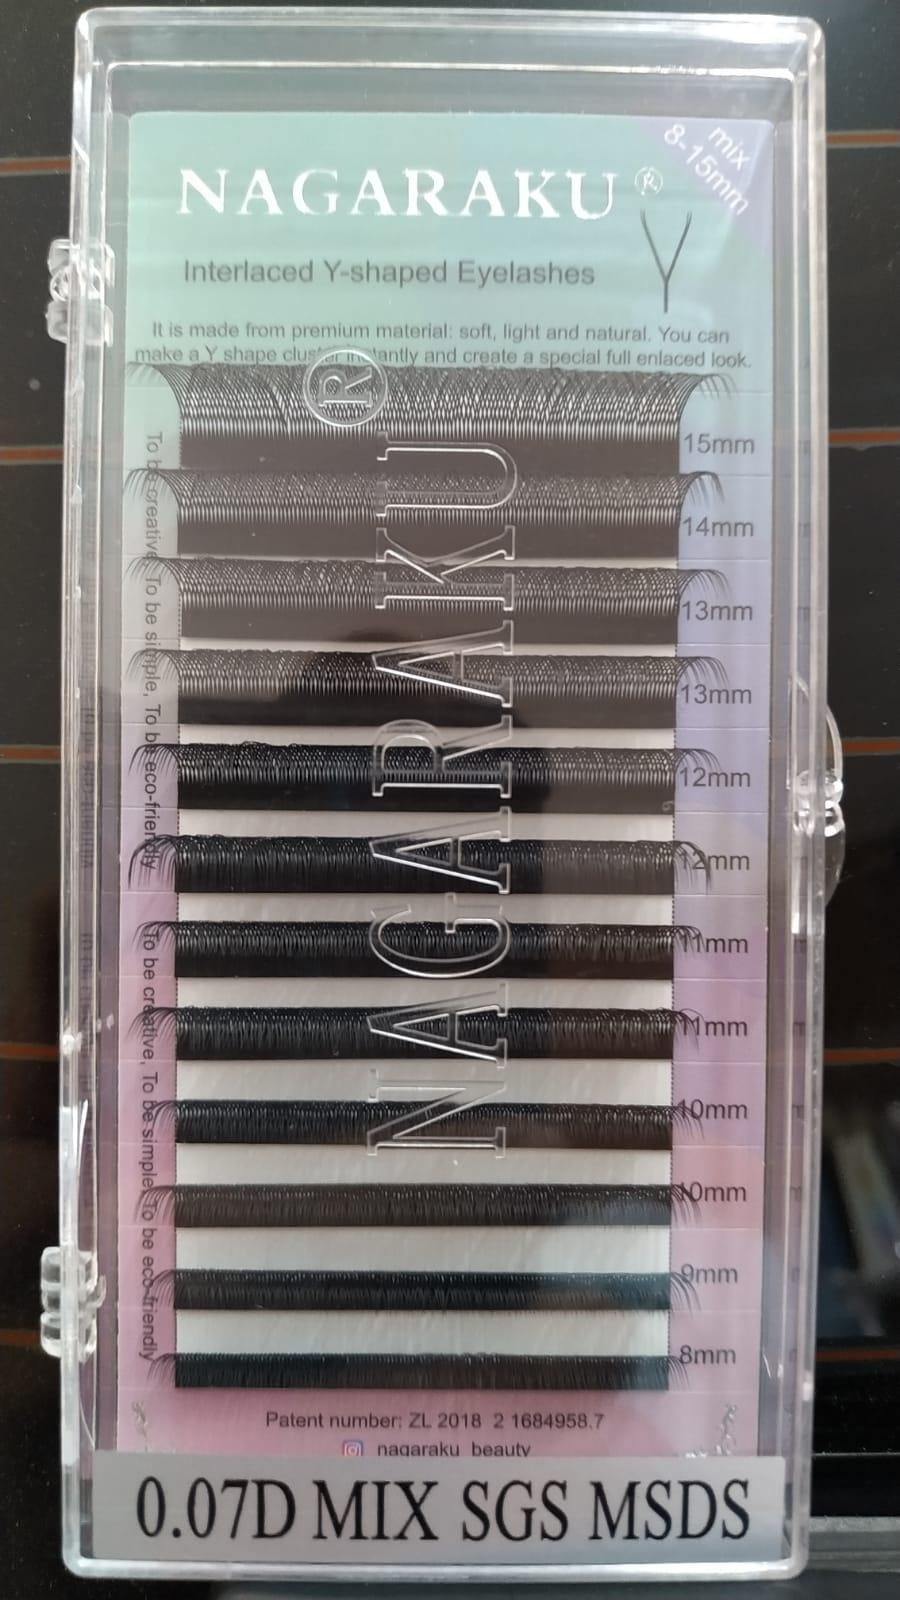 mix
8-15mm
NAGARAKU ®
Interlaced Y-shaped Eyelashes
It is made from premium material: soft, light and natural. You can
make a Y shape cluster instantly and create a special full enlaced look.
15mm
14mm
13mm
13mm
12mm
12mm
11mm
11mm
10mm
10mm
9mm
8mm
To be creative, To be simple, To be eco-friendly
To be creative, To be simple, To be eco-friendly
NAGARAKU ®
Patent number: ZL 2018 2 1684958.7
nagaraku_beauty
0.07D MIX SGS MSDS